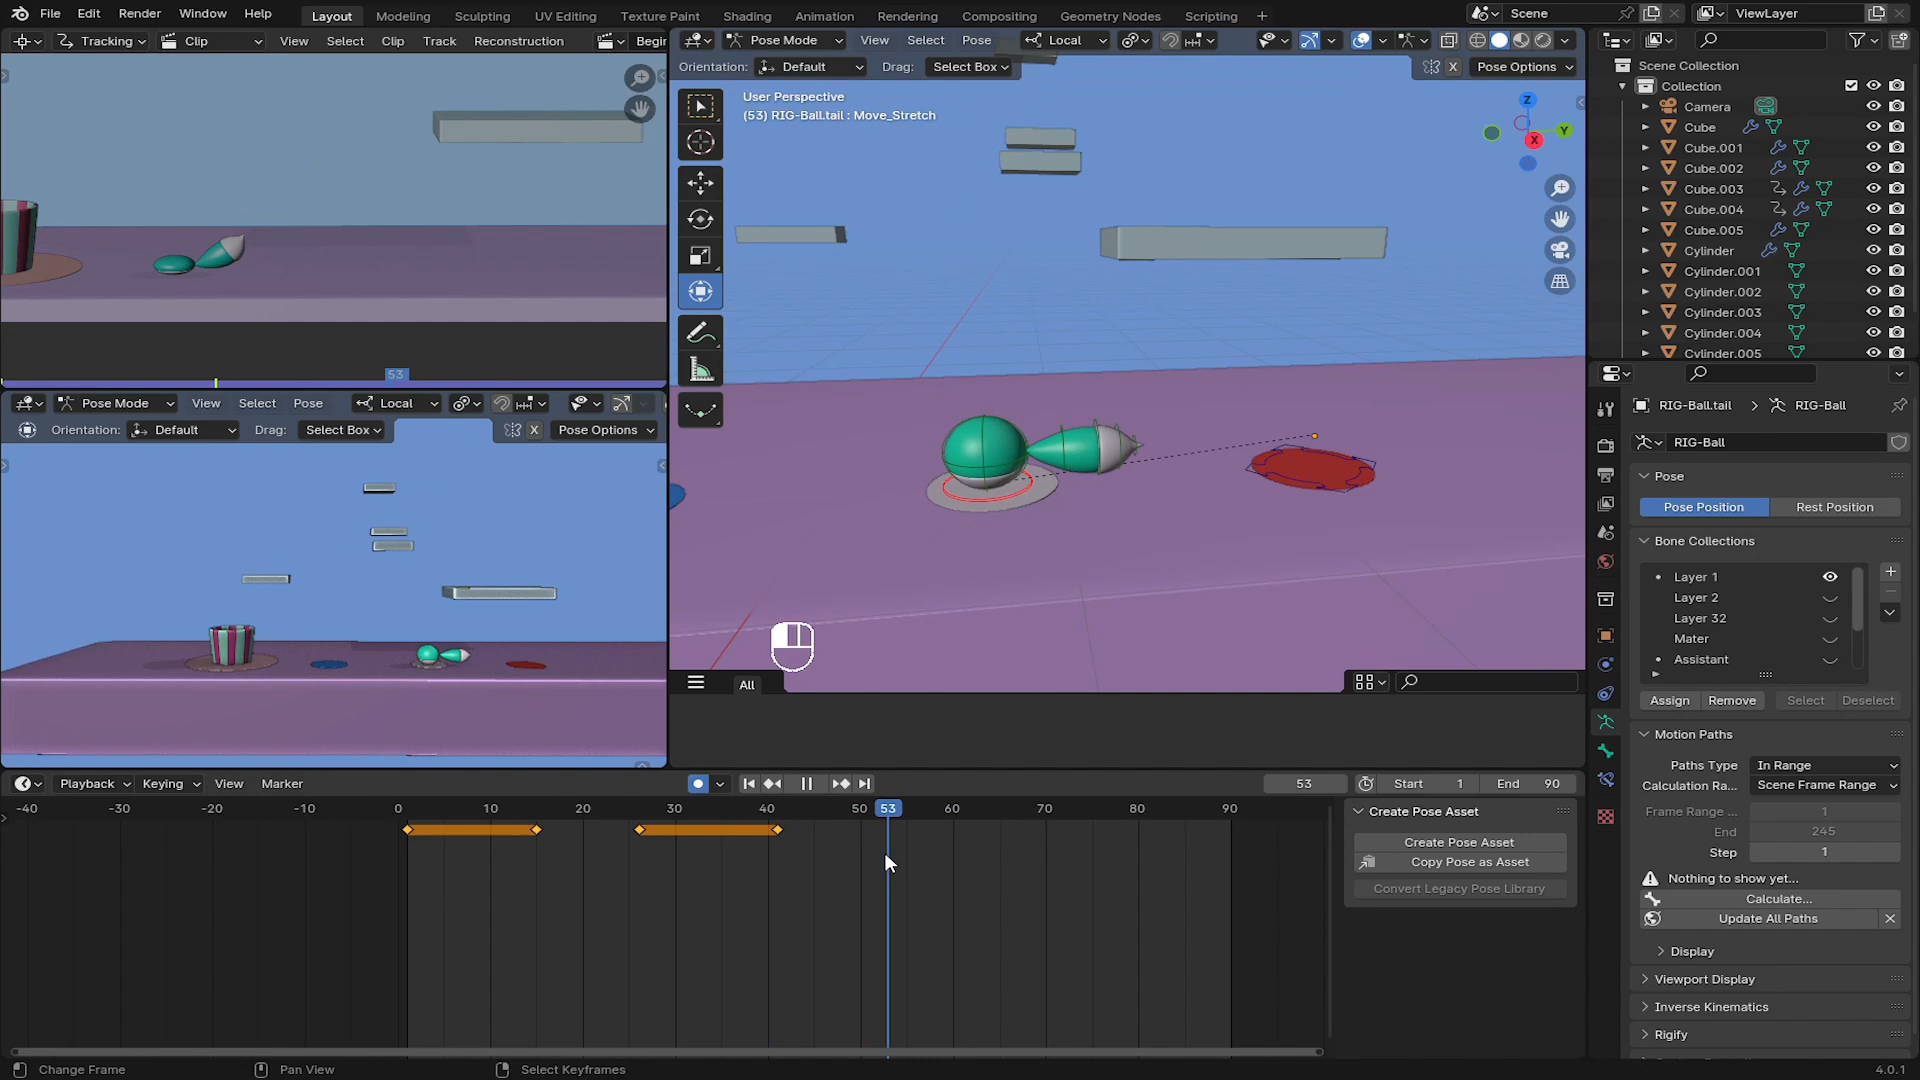 File Edit Render Window Help Layout Modeling Sculpting UV Editing Texture Paint Shading Animation Rendering Compositing Geometry Nodes Scripting + Scene ViewLayer
Tracking Clip View Select Clip Track Reconstruction Begin
Pose Mode View Select Pose Local
Orientation: Default Drag: Select Box X Pose Options
User Perspective
(53) RIG-Ball.tail : Move_Stretch
Z
Y
X
53
Pose Mode View Select Pose Local
Orientation: Default Drag: Select Box X Pose Options
All
Scene Collection
Collection
Camera
Cube
Cube.001
Cube.002
Cube.003
Cube.004
Cube.005
Cylinder
Cylinder.001
Cylinder.002
Cylinder.003
Cylinder.004
Cylinder.005
RIG-Ball.tail > RIG-Ball
RIG-Ball
Pose
Pose Position Rest Position
Bone Collections
Layer 1
Layer 2
Layer 32
Mater
Assistant
Assign Remove Select Deselect
Motion Paths
Paths Type In Range
Calculation Ra... Scene Frame Range
Frame Range ... 1
End 245
Step 1
Nothing to show yet...
Calculate...
Update All Paths
Display
Viewport Display
Inverse Kinematics
Rigify
Playback Keying View Marker 53 Start 1 End 90
-40 -30 -20 -10 0 10 20 30 40 50 53 60 70 80 90
Create Pose Asset
Create Pose Asset
Copy Pose as Asset
Convert Legacy Pose Library
Change Frame Pan View Select Keyframes 4.0.1